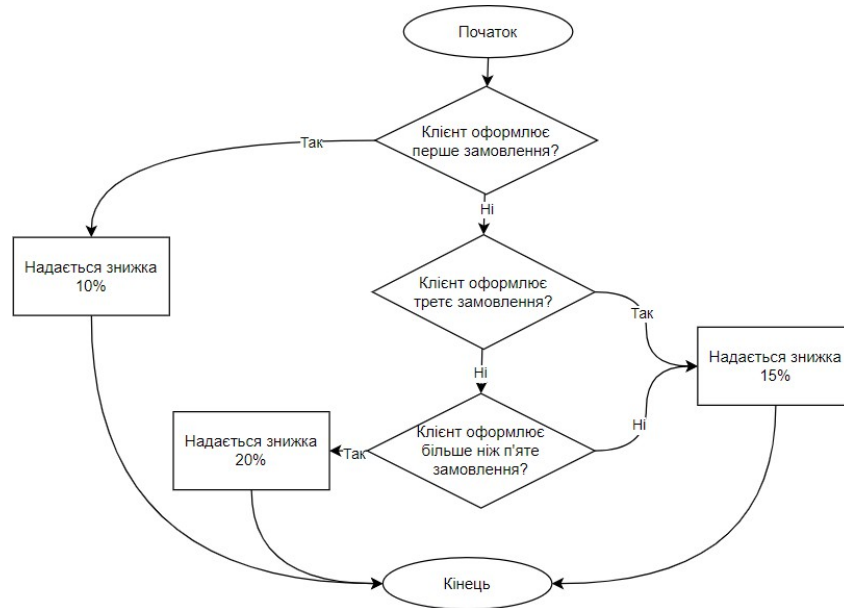 Початок
Клієнт оформлює
перше замовлення?
Так
Ні
Надається знижка
10%
Клієнт оформлює
третє замовлення?
Так
Ні
Надається знижка
15%
Клієнт оформлює
більше ніж п'яте
замовлення?
Так
Ні
Надається знижка
20%
Кінець